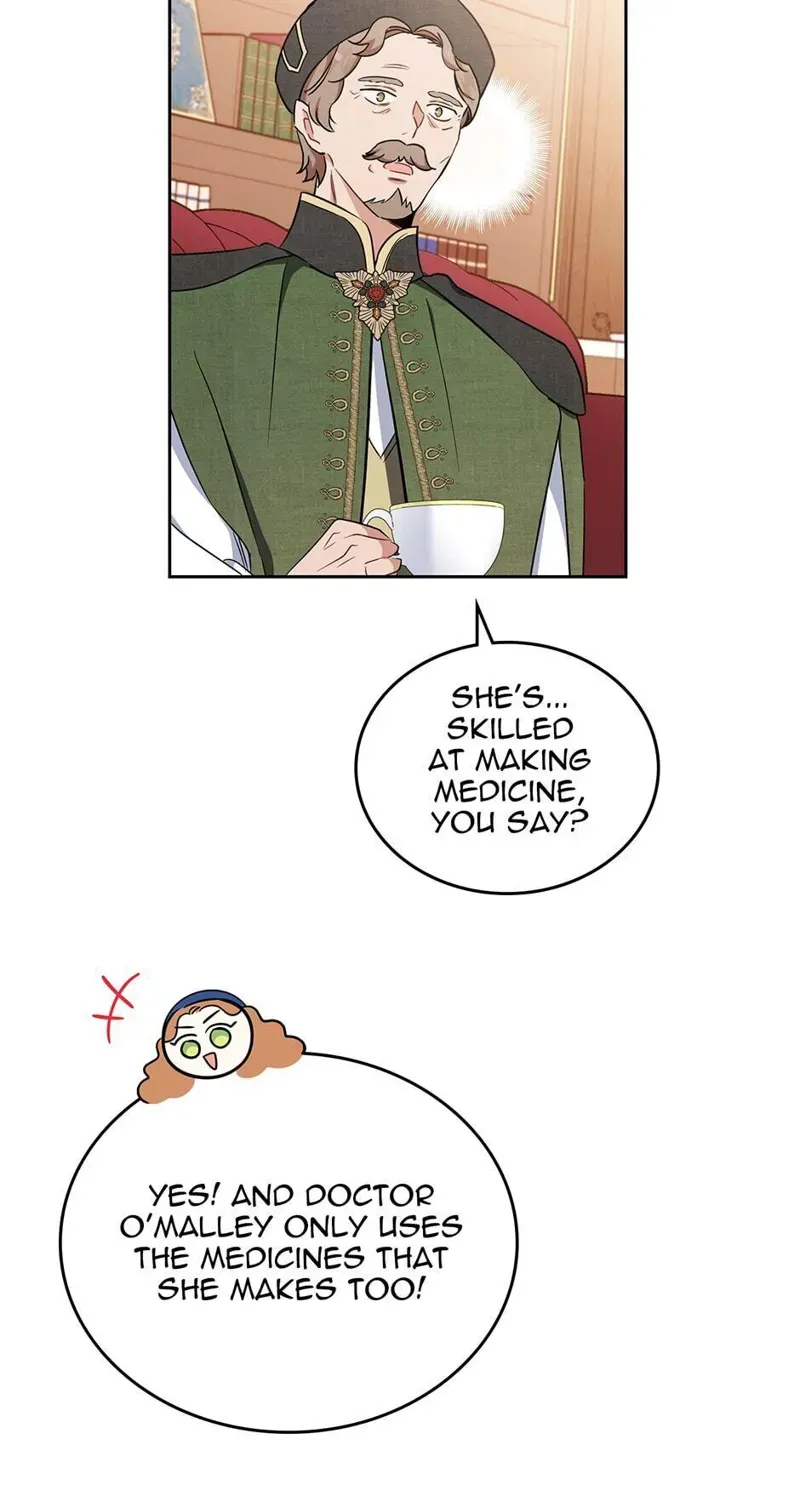 SHE'S...
SKILLED
AT MAKING
MEDICINE,
YOU SAY?
YES! AND DOCTOR
O'MALLEY ONLY USES
THE MEDICINES THAT
SHE MAKES TOO!